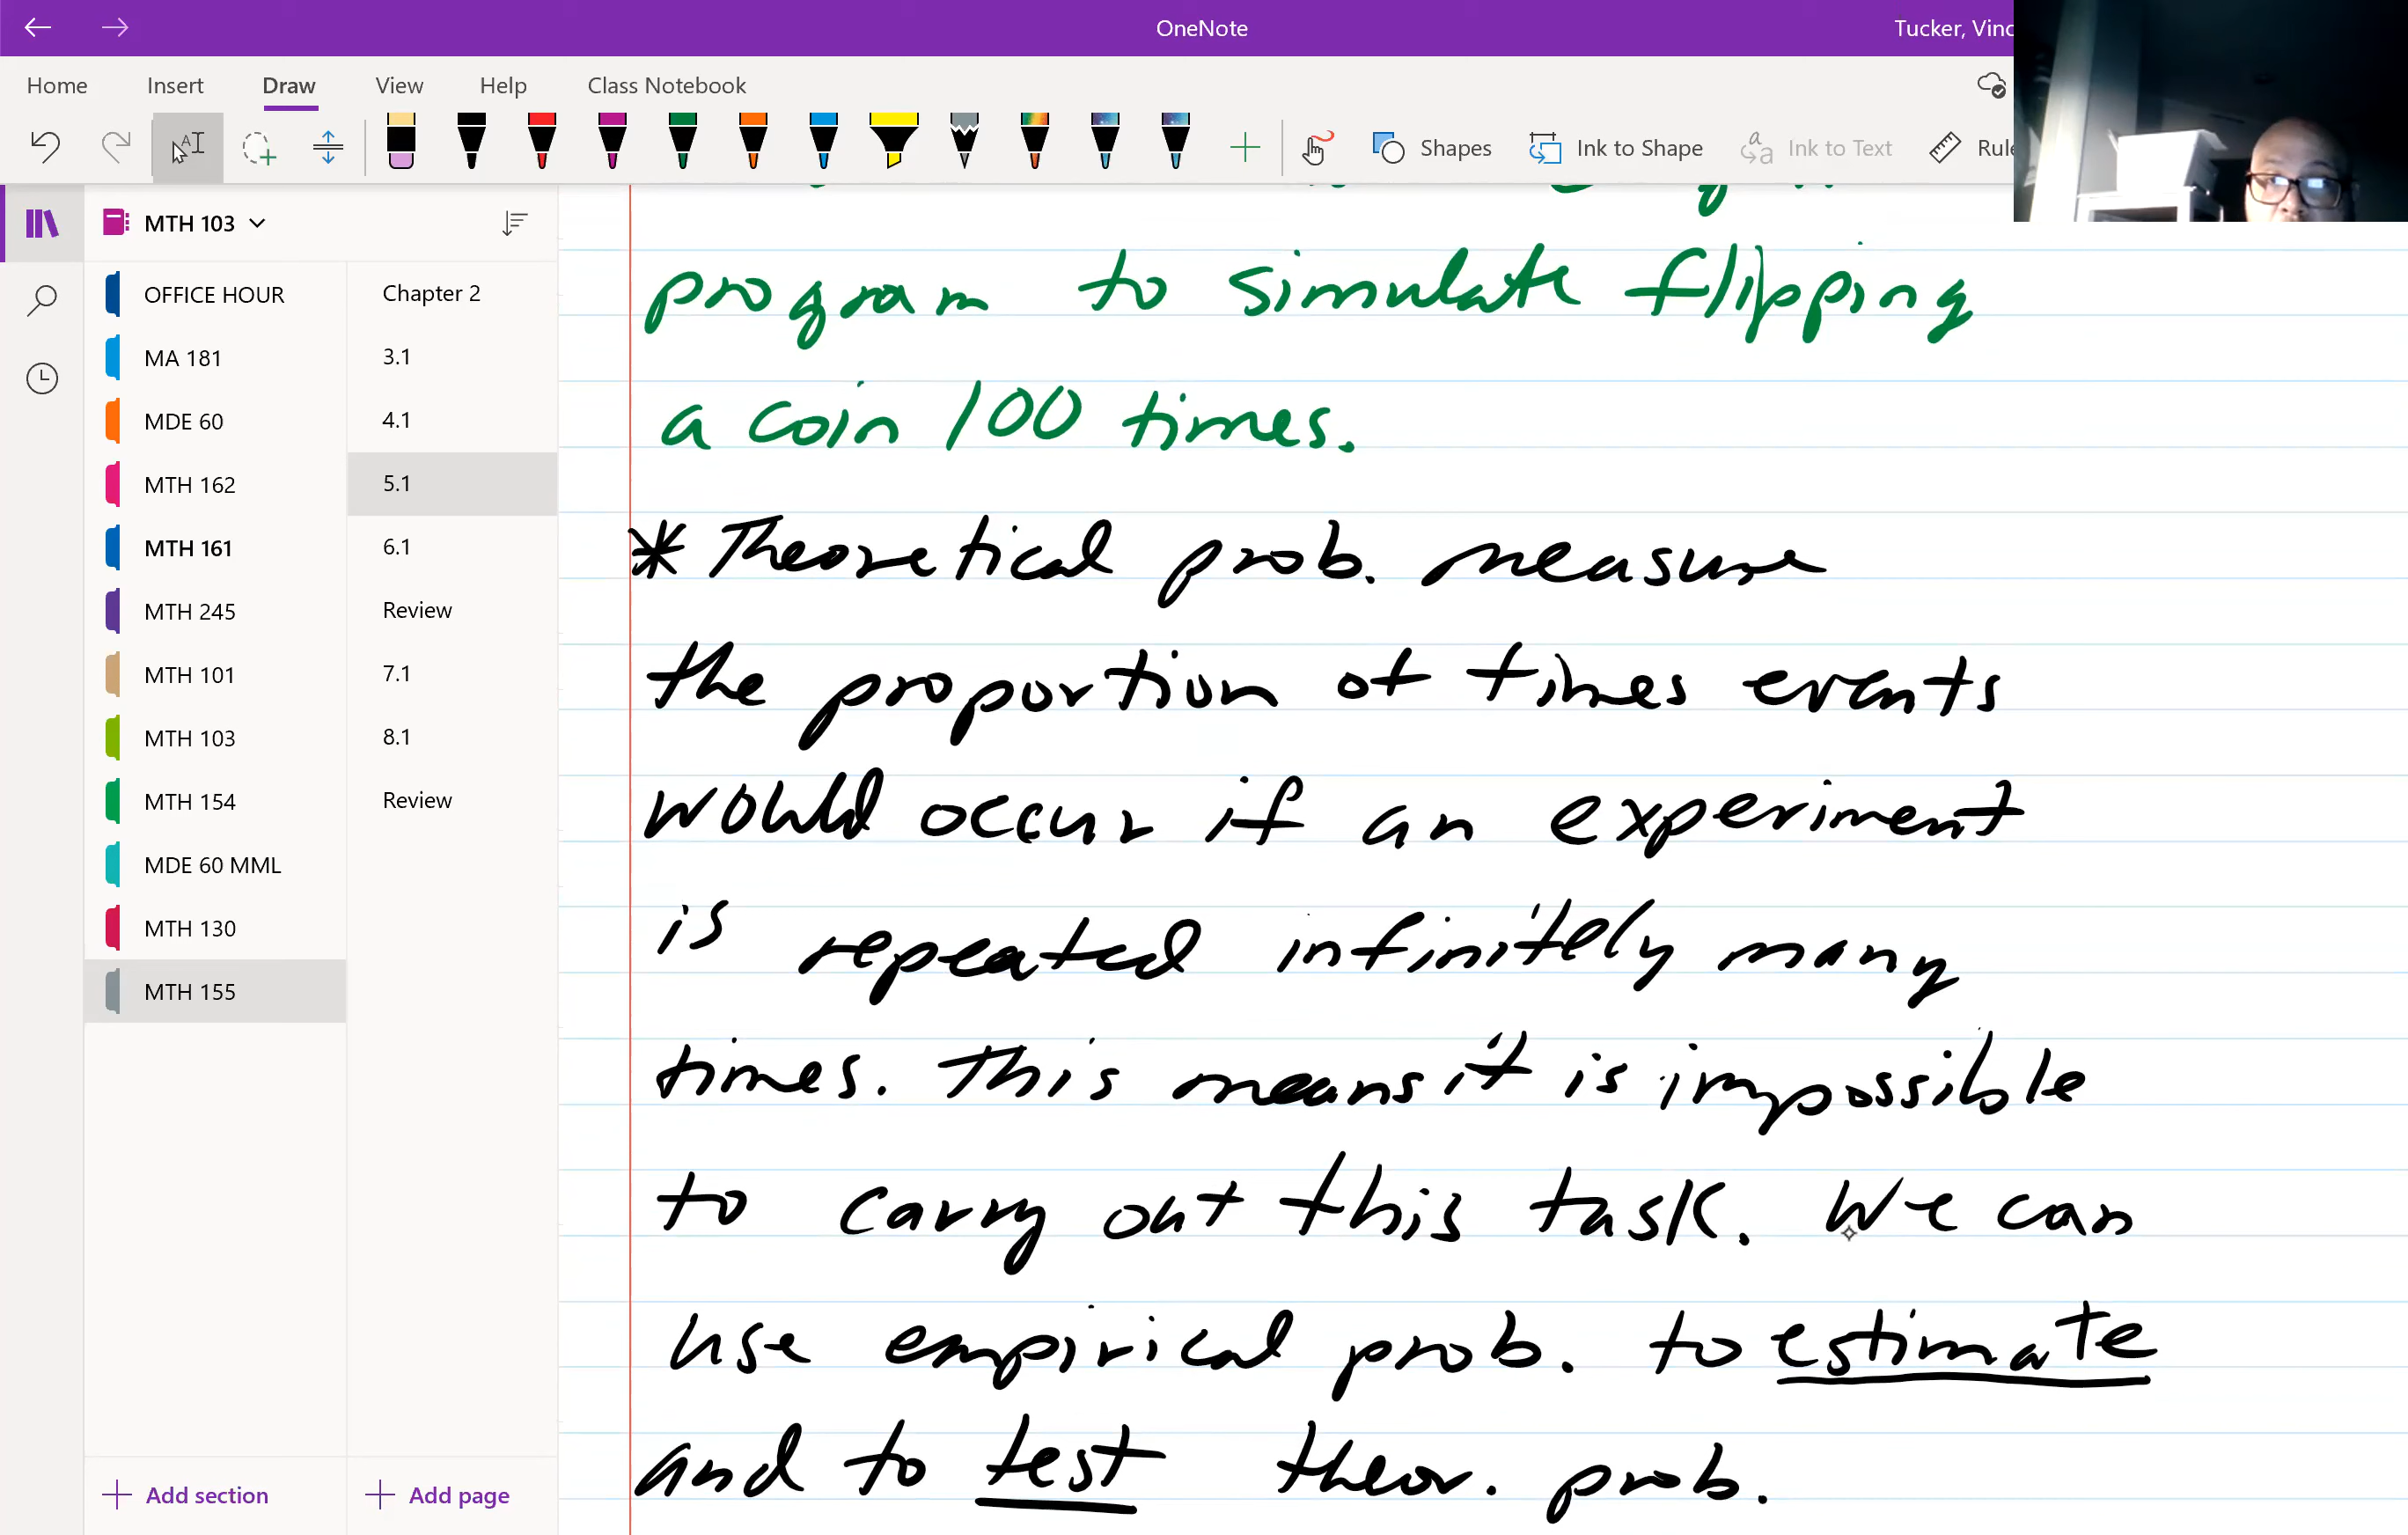 OneNote
Tucker, Vinc
Home Insert Draw View Help Class Notebook
Shapes Ink to Shape Ink to Text Rule
MTH 103
OFFICE HOUR
MA 181
MDE 60
MTH 162
MTH 161
MTH 245
MTH 101
MTH 103
MTH 154
MDE 60 MML
MTH 130
MTH 155
Add section
Chapter 2
3.1
4.1
5.1
6.1
Review
7.1
8.1
Review
Add page
program to simulate flipping
a coin 100 times.
* Theoretical prob. measure
the proportion of times events
would occur if an experiment
is repeated infinitely many
times. This means it is impossible
to carry out this task. We can
use empirical prob. to estimate
and to test theor. prob.